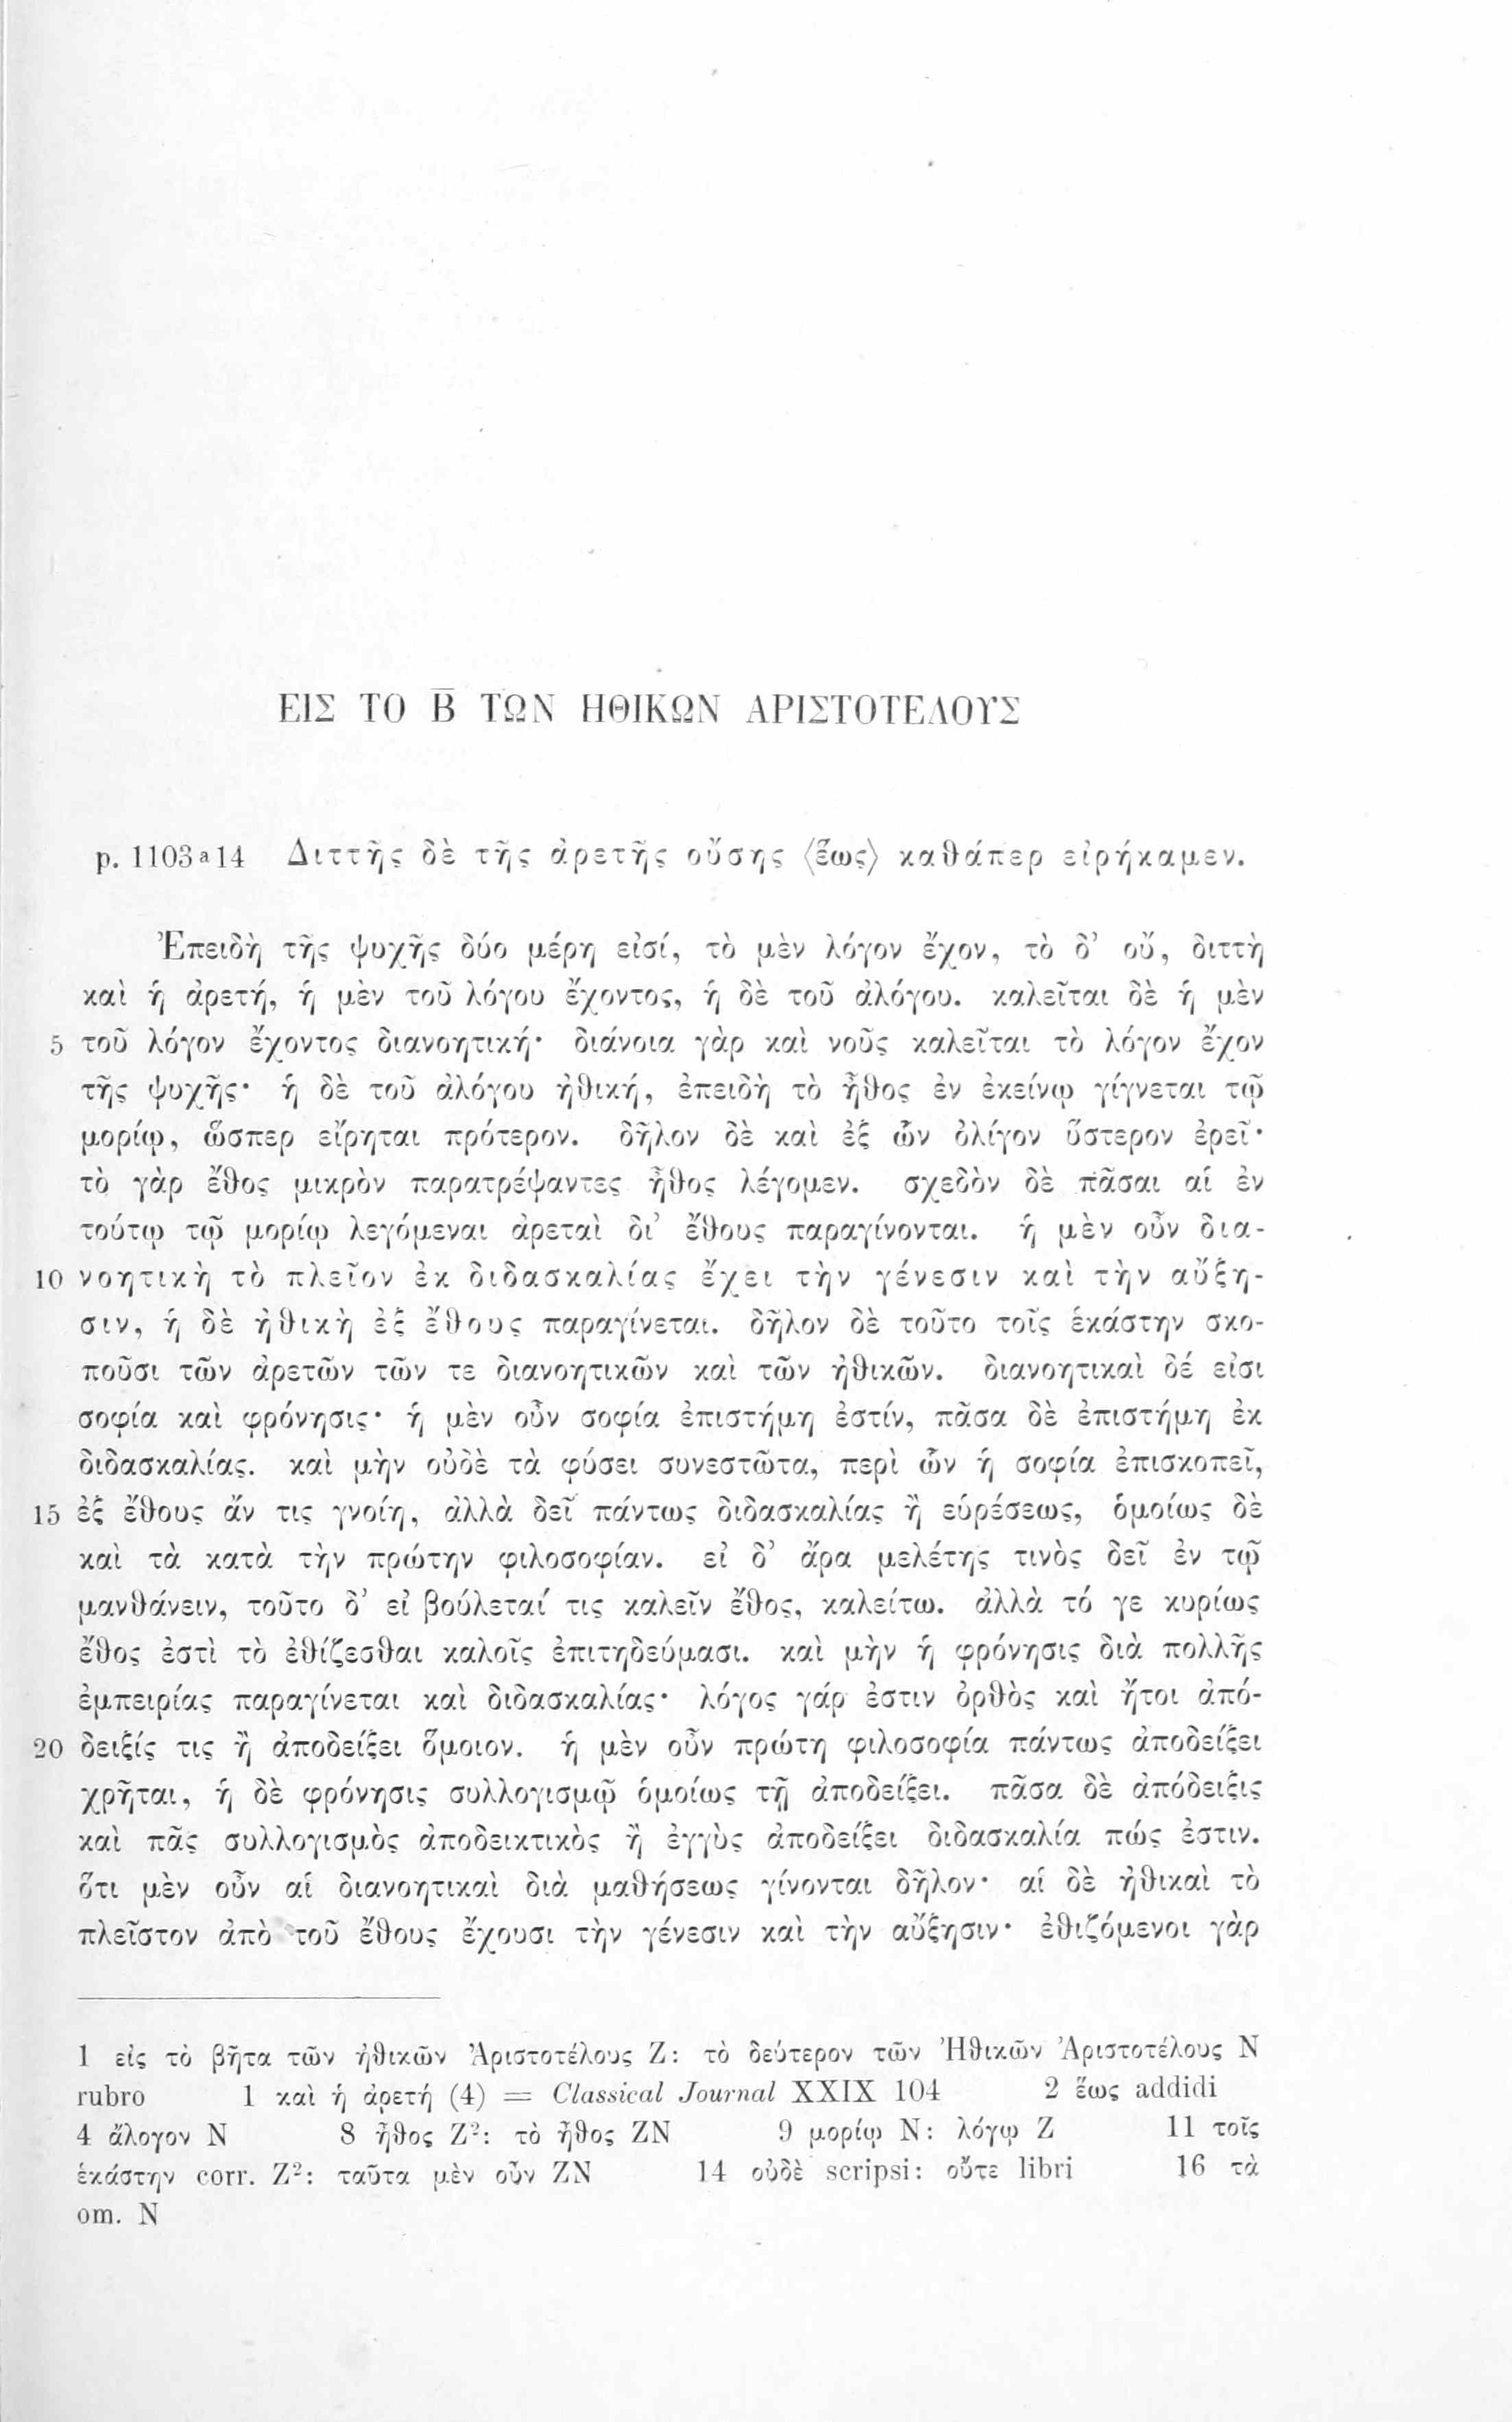 ΕΙΣ ΤΟ Β̅ ΤΩΝ ΗΘΙΚΩΝ ΑΡΙΣΤΟΤΕΛΟΥΣ
p. 1103a14 Διττῆς δὲ τῆς ἀρετῆς οὔσης ⟨ἕως⟩ καθάπερ εἰρήκαμεν.
Ἐπειδὴ τῆς ψυχῆς δύο μέρη εἰσί, τὸ μὲν λόγον ἔχον, τὸ δ’ οὔ, διττὴ
καὶ ἡ ἀρετή, ἡ μὲν τοῦ λόγου ἔχοντος, ἡ δὲ τοῦ ἀλόγου. καλεῖται δὲ ἡ μὲν
5 τοῦ λόγον ἔχοντος διανοητική· διάνοια γὰρ καὶ νοῦς καλεῖται τὸ λόγον ἔχον
τῆς ψυχῆς· ἡ δὲ τοῦ ἀλόγου ἠθική, ἐπειδὴ τὸ ἦθος ἐν ἐκείνῳ γίγνεται τῷ
μορίῳ, ὥσπερ εἴρηται πρότερον. δῆλον δὲ καὶ ἐξ ὧν ὀλίγον ὕστερον ἐρεῖ·
τὸ γὰρ ἔθος μικρὸν παρατρέψαντες ἦθος λέγομεν. σχεδὸν δὲ πᾶσαι αἱ ἐν
τούτῳ τῷ μορίῳ λεγόμεναι ἀρεταὶ δι’ ἔθους παραγίνονται. ἡ μὲν οὖν δια-
10 νοητικὴ τὸ πλεῖον ἐκ διδασκαλίας ἔχει τὴν γένεσιν καὶ τὴν αὔξη-
σιν, ἡ δὲ ἠθικὴ ἐξ ἔθους παραγίνεται. δῆλον δὲ τοῦτο τοῖς ἑκάστην σκο-
ποῦσι τῶν ἀρετῶν τῶν τε διανοητικῶν καὶ τῶν ἠθικῶν. διανοητικαὶ δέ εἰσι
σοφία καὶ φρόνησις· ἡ μὲν οὖν σοφία ἐπιστήμη ἐστίν, πᾶσα δὲ ἐπιστήμη ἐκ
διδασκαλίας. καὶ μὴν οὐδὲ τὰ φύσει συνεστῶτα, περὶ ὧν ἡ σοφία ἐπισκοπεῖ,
15 ἐξ ἔθους ἄν τις γνοίη, ἀλλὰ δεῖ πάντως διδασκαλίας ἢ εὑρέσεως, ὁμοίως δὲ
καὶ τὰ κατὰ τὴν πρώτην φιλοσοφίαν. εἰ δ’ ἄρα μελέτης τινὸς δεῖ ἐν τῷ
μανθάνειν, τοῦτο δ’ εἰ βούλεταί τις καλεῖν ἔθος, καλείτω. ἀλλὰ τό γε κυρίως
ἔθος ἐστὶ τὸ ἐθίζεσθαι καλοῖς ἐπιτηδεύμασι. καὶ μὴν ἡ φρόνησις διὰ πολλῆς
ἐμπειρίας παραγίνεται καὶ διδασκαλίας· λόγος γάρ ἐστιν ὀρθὸς καὶ ἤτοι ἀπό-
20 δειξίς τις ἢ ἀποδείξει ὅμοιον. ἡ μὲν οὖν πρώτη φιλοσοφία πάντως ἀποδείξει
χρῆται, ἡ δὲ φρόνησις συλλογισμῷ ὁμοίως τῇ ἀποδείξει. πᾶσα δὲ ἀπόδειξις
καὶ πᾶς συλλογισμὸς ἀποδεικτικὸς ἢ ἐγγὺς ἀποδείξει διδασκαλία πώς ἐστιν.
ὅτι μὲν οὖν αἱ διανοητικαὶ διὰ μαθήσεως γίνονται δῆλον· αἱ δὲ ἠθικαὶ τὸ
πλεῖστον ἀπὸ τοῦ ἔθους ἔχουσι τὴν γένεσιν καὶ τὴν αὔξησιν· ἐθιζόμενοι γὰρ
1 εἰς τὸ βῆτα τῶν ἠθικῶν Ἀριστοτέλους Z: τὸ δεύτερον τῶν Ἠθικῶν Ἀριστοτέλους N
rubro 1 καὶ ἡ ἀρετή (4) = Classical Journal XXIX 104 2 ἕως addidi
4 ἄλογον N 8 ἦθος Z²: τὸ ἦθος ZN 9 μορίῳ N: λόγῳ Z 11 τοῖς
ἑκάστην corr. Z²: ταῦτα μὲν οὖν ZN 14 οὐδὲ scripsi: οὔτε libri 16 τὰ
om. N